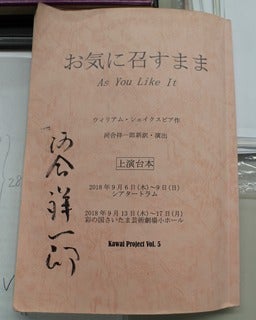 お気に召すまま
As You Like It
ウィリアム・シェイクスピア作
河合祥一郎新訳・演出
上演台本
2018年9月6日(木)~9日(日)
シアタートラム
2018年9月13日(木)~17日(月)
彩の国さいたま芸術劇場小ホール
Kawai Project Vol. 5
河合祥一郎